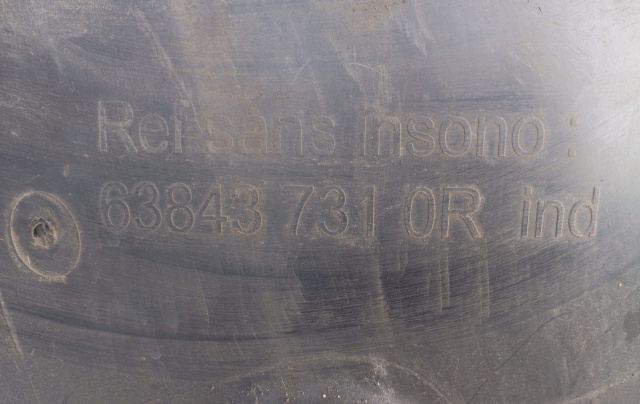 Ref sans insono :
63843 731 0R ind